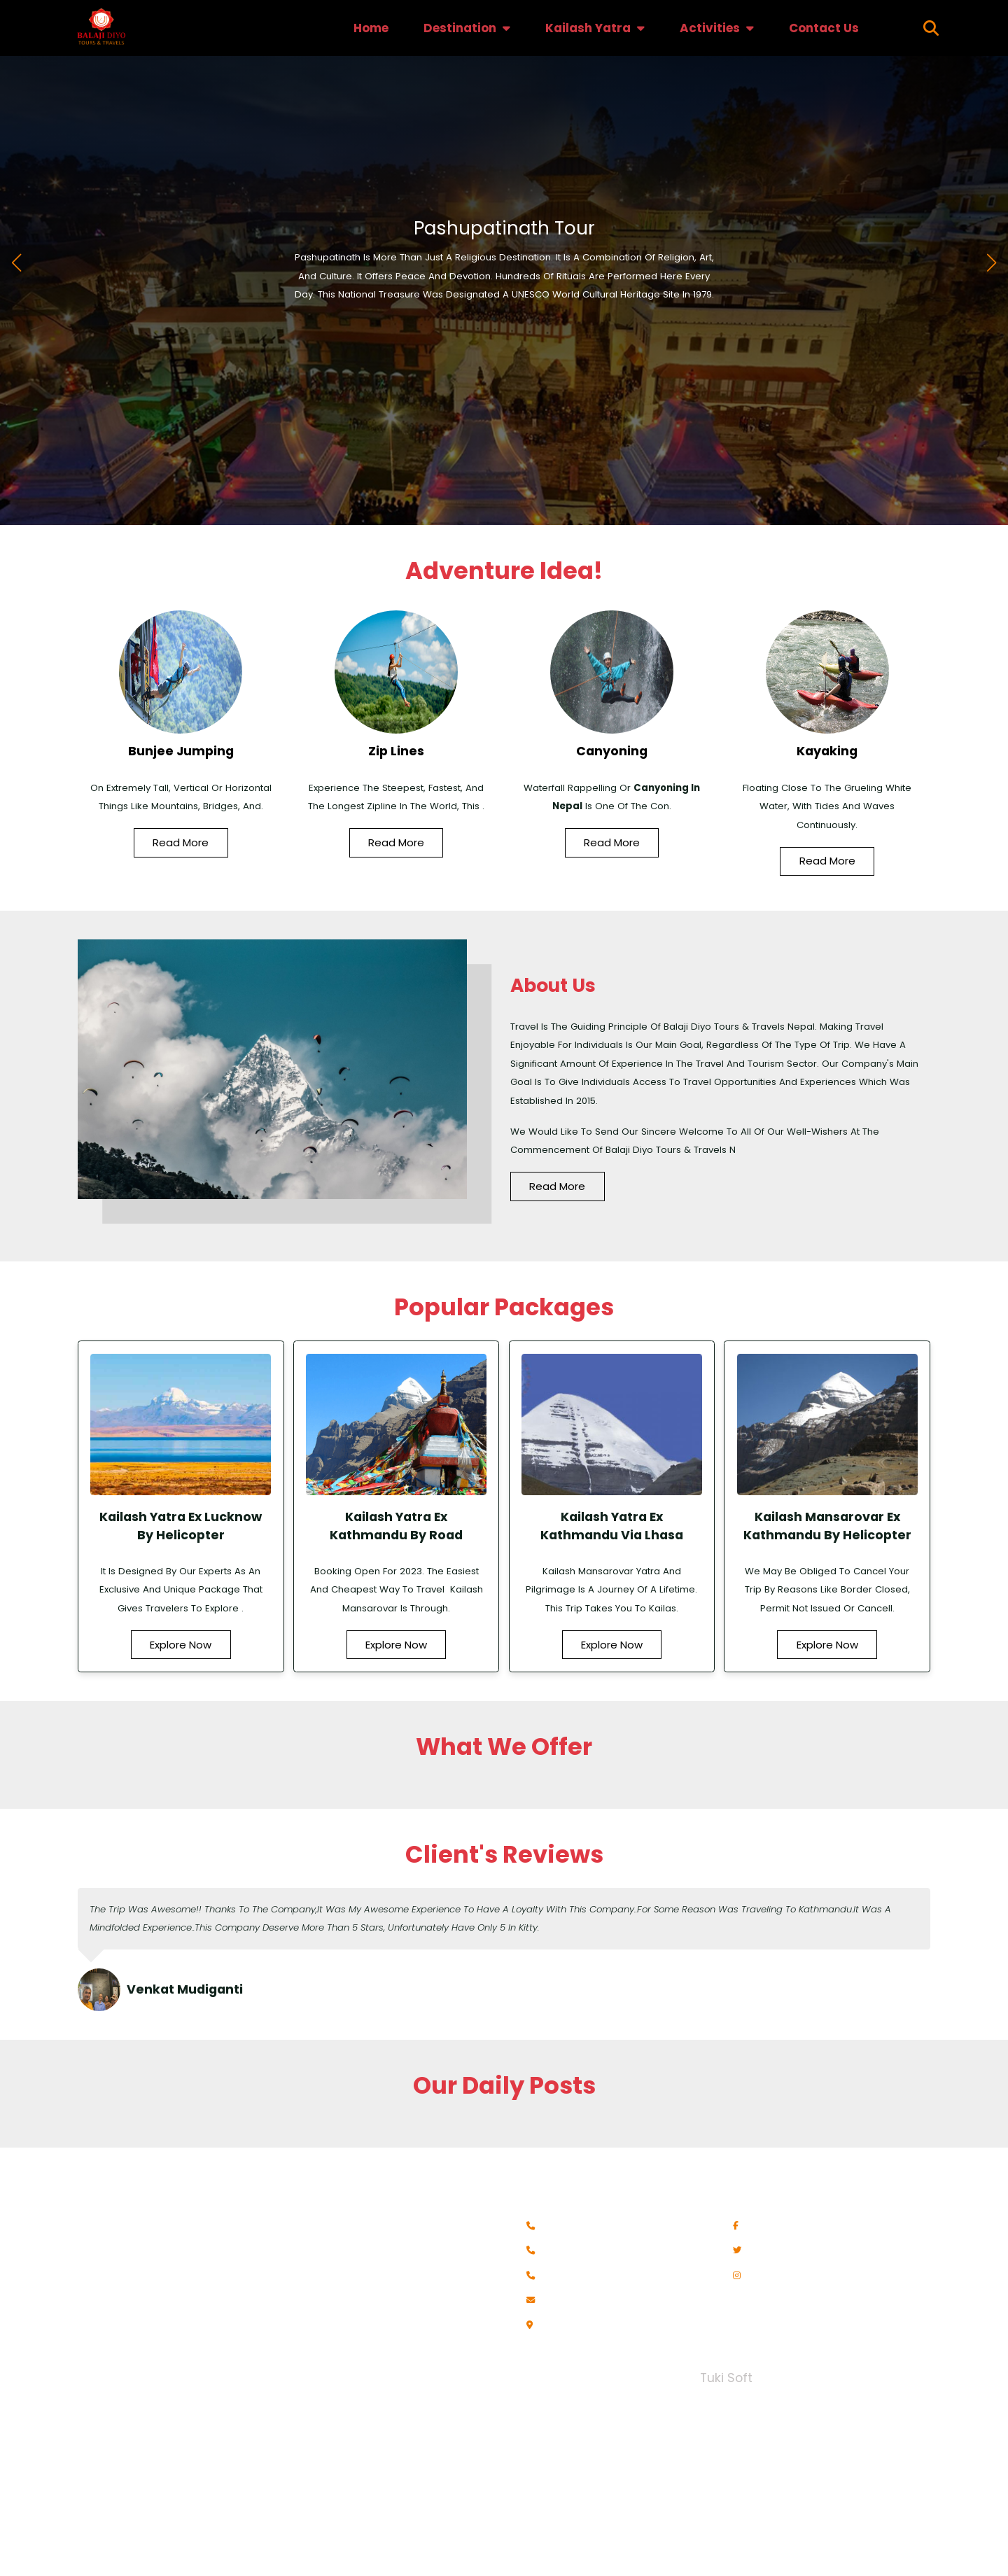 BALAJI DIYO
TOURS & TRAVELS
Home
Destination
Kailash Yatra
Activities
Contact Us
Pashupatinath Tour
Pashupatinath Is More Than Just A Religious Destination. It Is A Combination Of Religion, Art,
And Culture. It Offers Peace And Devotion. Hundreds Of Rituals Are Performed Here Every
Day. This National Treasure Was Designated A UNESCO World Cultural Heritage Site In 1979.
Adventure Idea!
Bunjee Jumping
On Extremely Tall, Vertical Or Horizontal
Things Like Mountains, Bridges, And.
Read More
Zip Lines
Experience The Steepest, Fastest, And
The Longest Zipline In The World, This .
Read More
Canyoning
Waterfall Rappelling Or Canyoning In
Nepal Is One Of The Con.
Read More
Kayaking
Floating Close To The Grueling White
Water, With Tides And Waves
Continuously.
Read More
About Us
Travel Is The Guiding Principle Of Balaji Diyo Tours & Travels Nepal. Making Travel
Enjoyable For Individuals Is Our Main Goal, Regardless Of The Type Of Trip. We Have A
Significant Amount Of Experience In The Travel And Tourism Sector. Our Company's Main
Goal Is To Give Individuals Access To Travel Opportunities And Experiences Which Was
Established In 2015.
We Would Like To Send Our Sincere Welcome To All Of Our Well-Wishers At The
Commencement Of Balaji Diyo Tours & Travels N
Read More
Popular Packages
Kailash Yatra Ex Lucknow
By Helicopter
It Is Designed By Our Experts As An
Exclusive And Unique Package That
Gives Travelers To Explore .
Explore Now
Kailash Yatra Ex
Kathmandu By Road
Booking Open For 2023. The Easiest
And Cheapest Way To Travel  Kailash
Mansarovar Is Through.
Explore Now
Kailash Yatra Ex
Kathmandu Via Lhasa
Kailash Mansarovar Yatra And
Pilgrimage Is A Journey Of A Lifetime.
This Trip Takes You To Kailas.
Explore Now
Kailash Mansarovar Ex
Kathmandu By Helicopter
We May Be Obliged To Cancel Your
Trip By Reasons Like Border Closed,
Permit Not Issued Or Cancell.
Explore Now
What We Offer
Client's Reviews
The Trip Was Awesome!! Thanks To The Company,It Was My Awesome Experience To Have A Loyalty With This Company.For Some Reason Was Traveling To Kathmandu.It Was A
Mindfolded Experience.This Company Deserve More Than 5 Stars, Unfortunately Have Only 5 In Kitty.
Venkat Mudiganti
Our Daily Posts
Tuki Soft